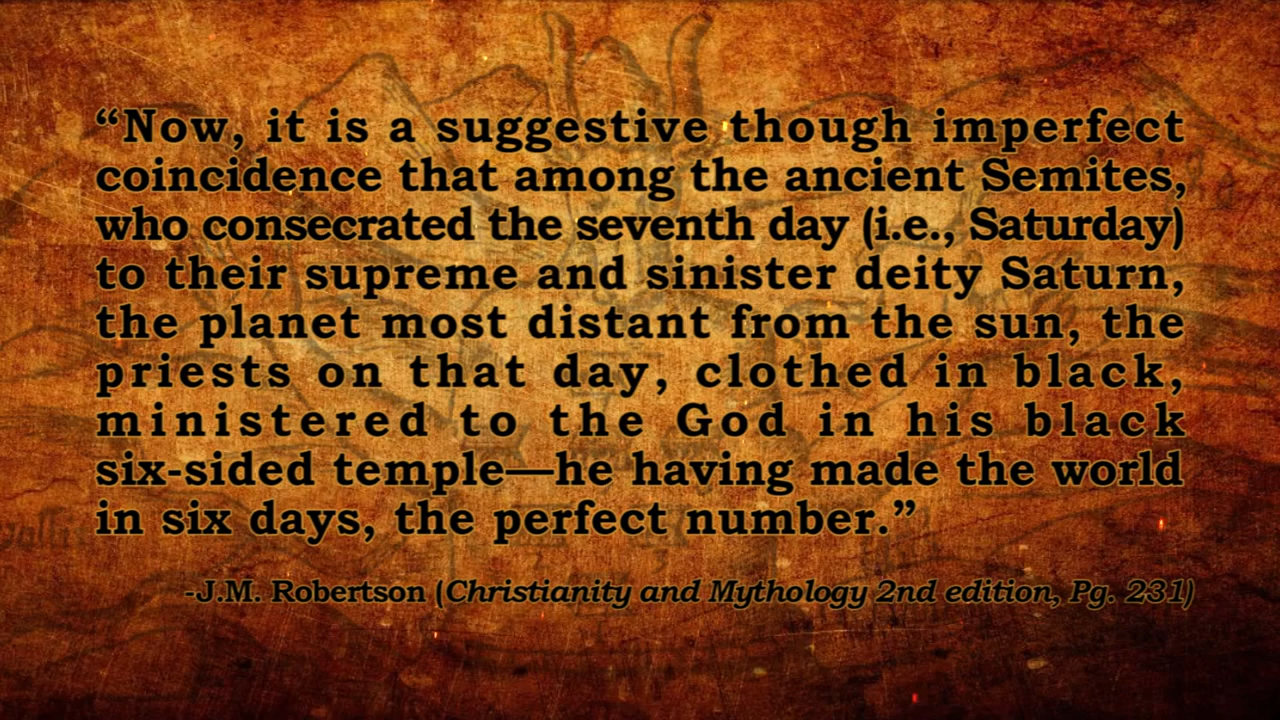 “Now, it is a suggestive though imperfect
coincidence that among the ancient Semites,
who consecrated the seventh day (i.e., Saturday)
to their supreme and sinister deity Saturn,
the planet most distant from the sun, the
priests on that day, clothed in black,
ministered to the God in his black
six-sided temple—he having made the world
in six days, the perfect number.”
-J.M. Robertson (Christianity and Mythology 2nd edition, Pg. 231)